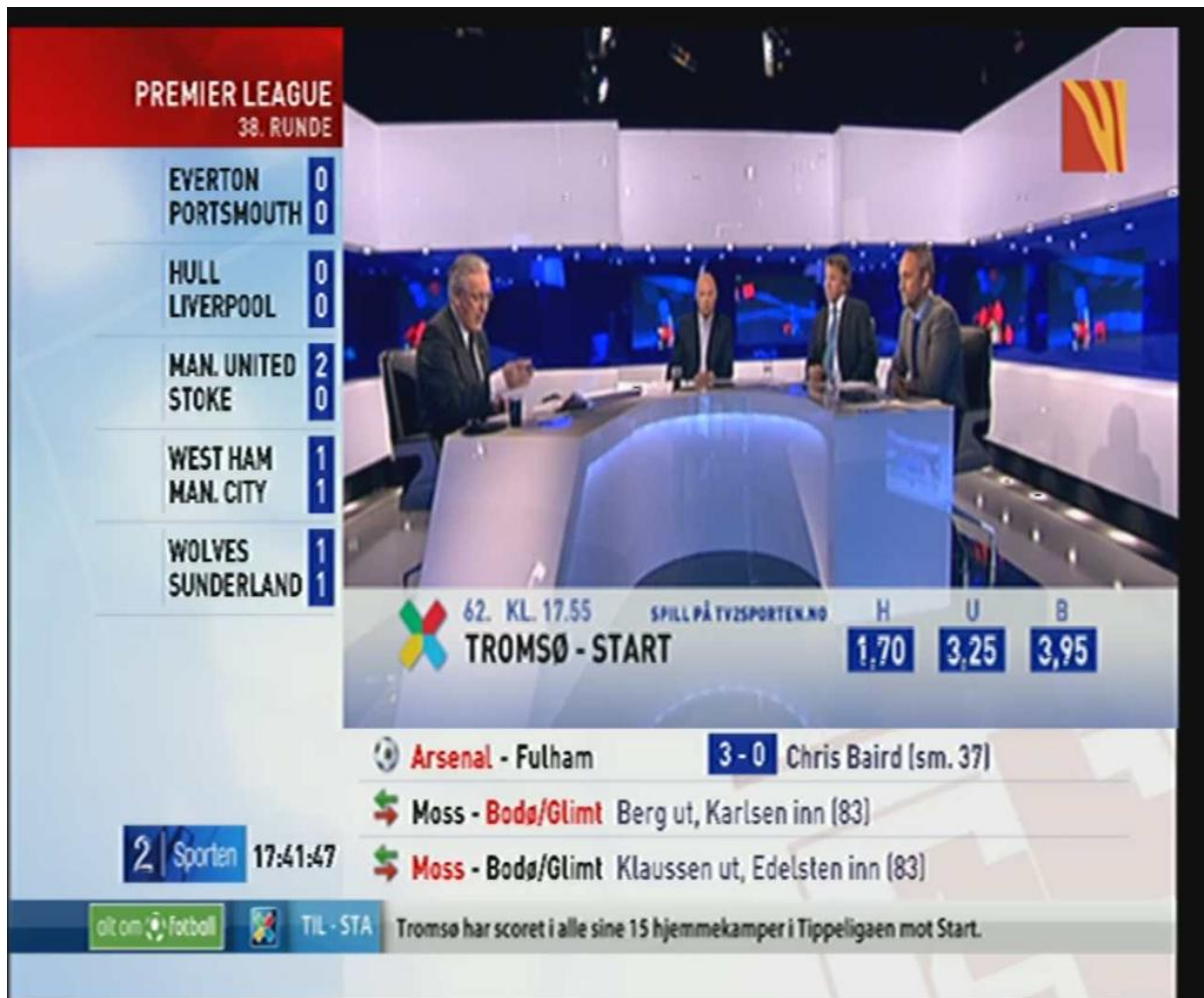 PREMIER LEAGUE
38. RUNDE
EVERTON 0
PORTSMOUTH 0
HULL 0
LIVERPOOL 0
MAN. UNITED 2
STOKE 0
WEST HAM 1
MAN. CITY 1
WOLVES 1
SUNDERLAND 1
62. KL. 17.55 SPILL PÅ TV2SPORTEN.NO H U B
TROMSØ - START 1,70 3,25 3,95
Arsenal - Fulham 3 - 0 Chris Baird (sm. 37)
Moss - Bodø/Glimt Berg ut, Karlsen inn (83)
Moss - Bodø/Glimt Klaussen ut, Edelsten inn (83)
2 Sporten 17:41:47
alt om fotball TIL - STA Tromsø har scoret i alle sine 15 hjemmekamper i Tippeligaen mot Start.